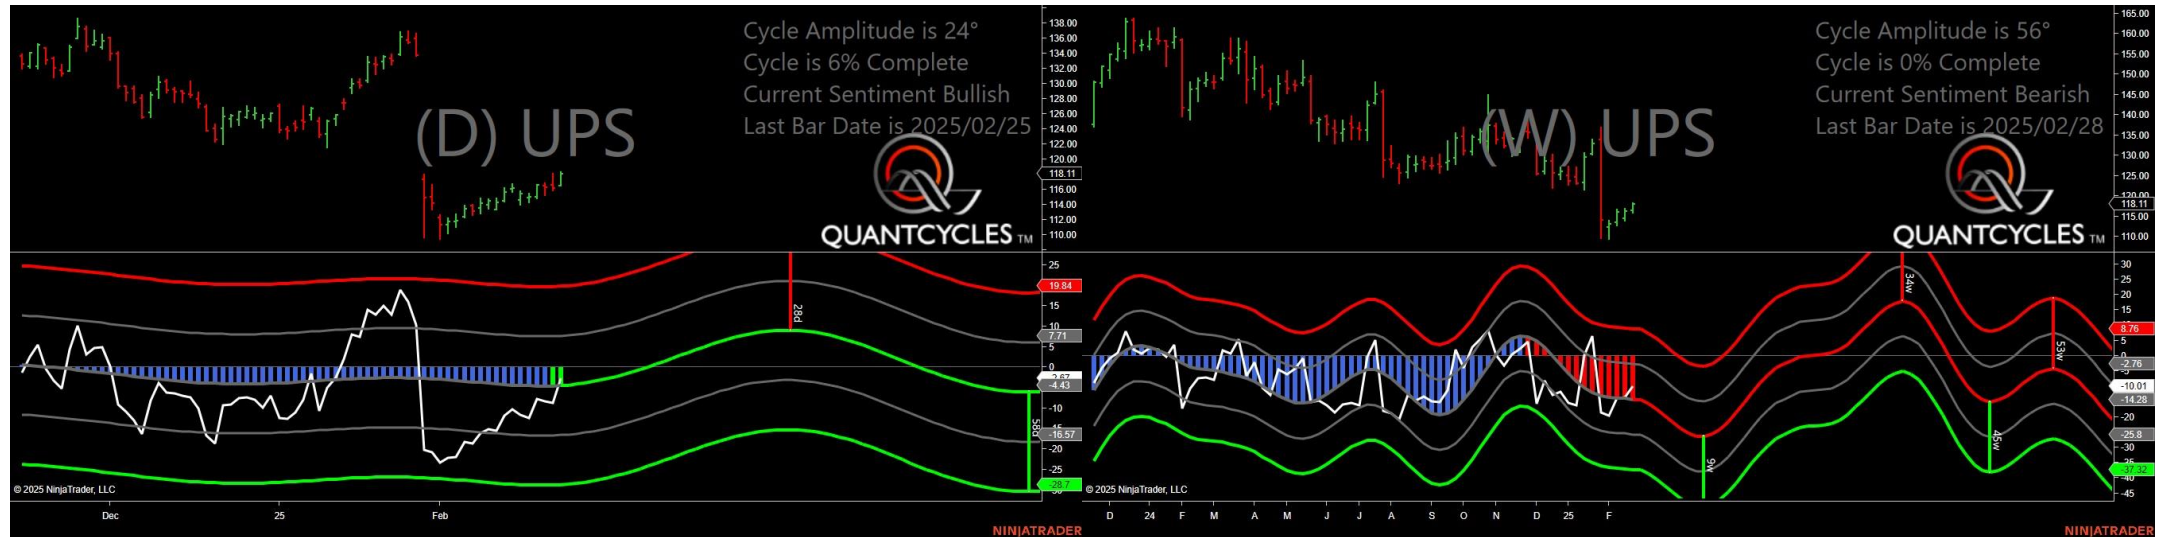 Cycle Amplitude is 24°
Cycle is 6% Complete
Current Sentiment Bullish
Last Bar Date is 2025/02/25
(D) UPS
QUANTCYCLES TM
138.00
136.00
134.00
132.00
130.00
128.00
126.00
124.00
122.00
120.00
118.11
116.00
114.00
112.00
110.00
25
19.84
15
10
7.71
5
0
-4.43
-10
-15
-16.57
-20
-25
-28.7
28d
58d
© 2025 NinjaTrader, LLC
Dec
25
Feb
NINJATRADER
Cycle Amplitude is 56°
Cycle is 0% Complete
Current Sentiment Bearish
Last Bar Date is 2025/02/28
(W) UPS
QUANTCYCLES TM
165.00
160.00
155.00
150.00
145.00
140.00
135.00
130.00
125.00
120.00
118.11
115.00
110.00
30
25
20
15
8.76
5
0
-2.76
-5
-10.01
-14.28
-20
-25.8
-30
-35
-37.32
-45
34w
53w
45w
9w
© 2025 NinjaTrader, LLC
D 24 F M A M J J A S O N D 25 F
NINJATRADER